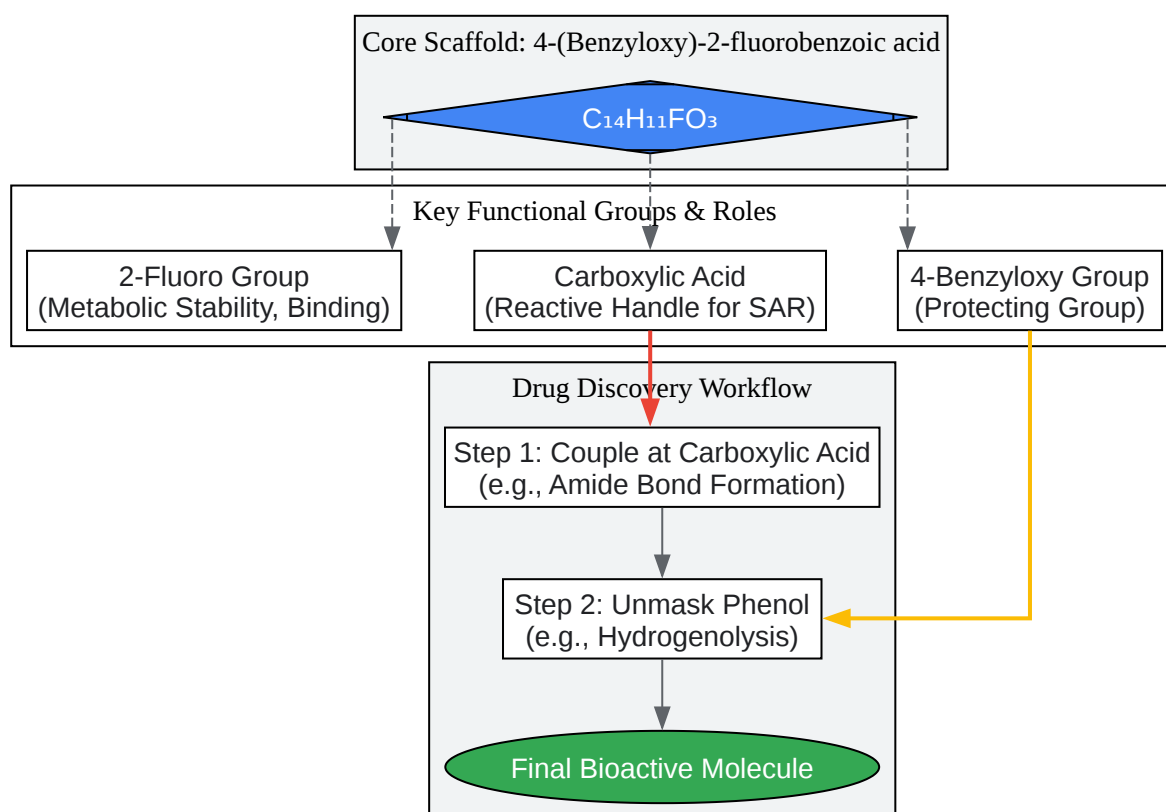 Core Scaffold: 4-(Benzyloxy)-2-fluorobenzoic acid
C₁₄H₁₁FO₃
Key Functional Groups & Roles
2-Fluoro Group
(Metabolic Stability, Binding)
Carboxylic Acid
(Reactive Handle for SAR)
4-Benzyloxy Group
(Protecting Group)
Drug Discovery Workflow
Step 1: Couple at Carboxylic Acid
(e.g., Amide Bond Formation)
Step 2: Unmask Phenol
(e.g., Hydrogenolysis)
Final Bioactive Molecule